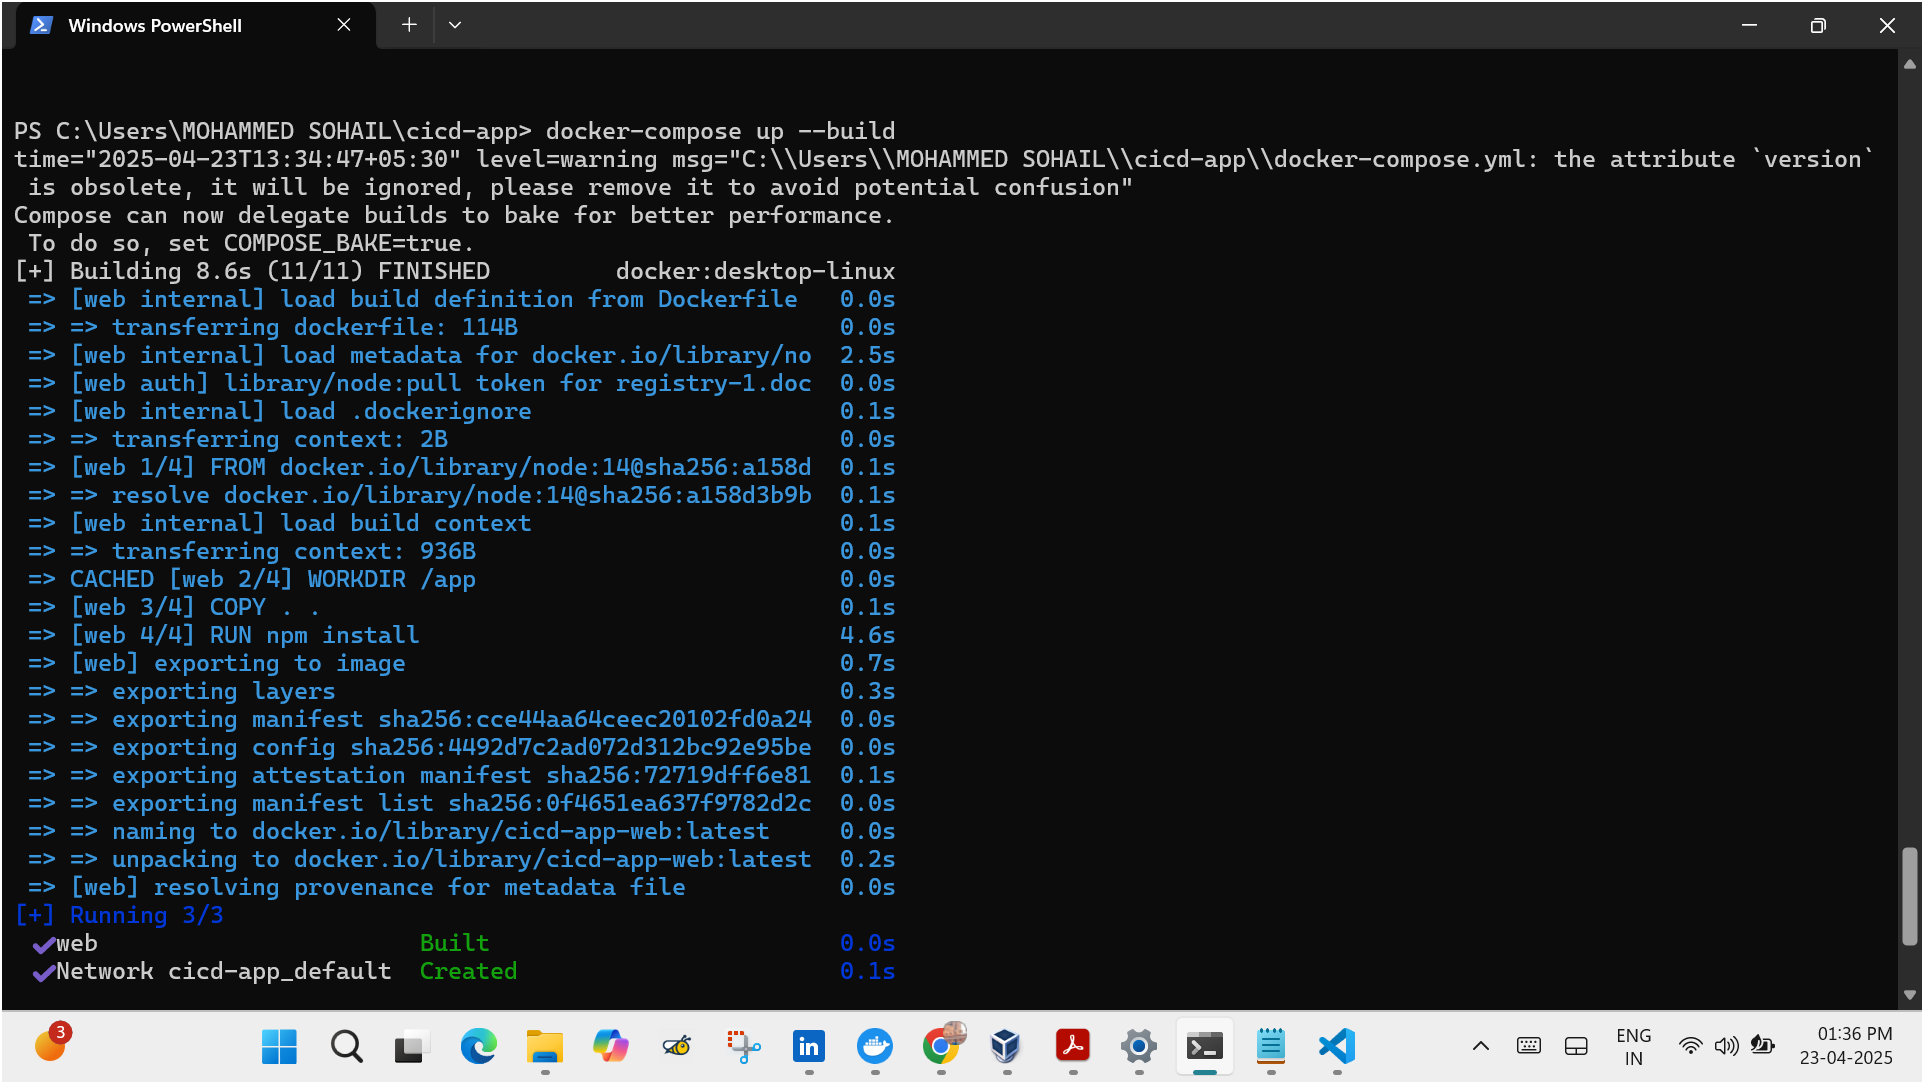 Windows PowerShell
PS C:\Users\MOHAMMED SOHAIL\cicd-app> docker-compose up --build
time="2025-04-23T13:34:47+05:30" level=warning msg="C:\\Users\\MOHAMMED SOHAIL\\cicd-app\\docker-compose.yml: the attribute `version`
 is obsolete, it will be ignored, please remove it to avoid potential confusion"
Compose can now delegate builds to bake for better performance.
 To do so, set COMPOSE_BAKE=true.
[+] Building 8.6s (11/11) FINISHED         docker:desktop-linux
 => [web internal] load build definition from Dockerfile   0.0s
 => => transferring dockerfile: 114B                       0.0s
 => [web internal] load metadata for docker.io/library/no  2.5s
 => [web auth] library/node:pull token for registry-1.doc  0.0s
 => [web internal] load .dockerignore                      0.1s
 => => transferring context: 2B                            0.0s
 => [web 1/4] FROM docker.io/library/node:14@sha256:a158d  0.1s
 => => resolve docker.io/library/node:14@sha256:a158d3b9b  0.1s
 => [web internal] load build context                      0.1s
 => => transferring context: 936B                          0.0s
 => CACHED [web 2/4] WORKDIR /app                          0.0s
 => [web 3/4] COPY . .                                     0.1s
 => [web 4/4] RUN npm install                              4.6s
 => [web] exporting to image                               0.7s
 => => exporting layers                                    0.3s
 => => exporting manifest sha256:cce44aa64ceec20102fd0a24  0.0s
 => => exporting config sha256:4492d7c2ad072d312bc92e95be  0.0s
 => => exporting attestation manifest sha256:72719dff6e81  0.1s
 => => exporting manifest list sha256:0f4651ea637f9782d2c  0.0s
 => => naming to docker.io/library/cicd-app-web:latest     0.0s
 => => unpacking to docker.io/library/cicd-app-web:latest  0.2s
 => [web] resolving provenance for metadata file           0.0s
[+] Running 3/3
 ✔web                       Built                         0.0s
 ✔Network cicd-app_default  Created                       0.1s
3
in
ENG
IN
01:36 PM
23-04-2025